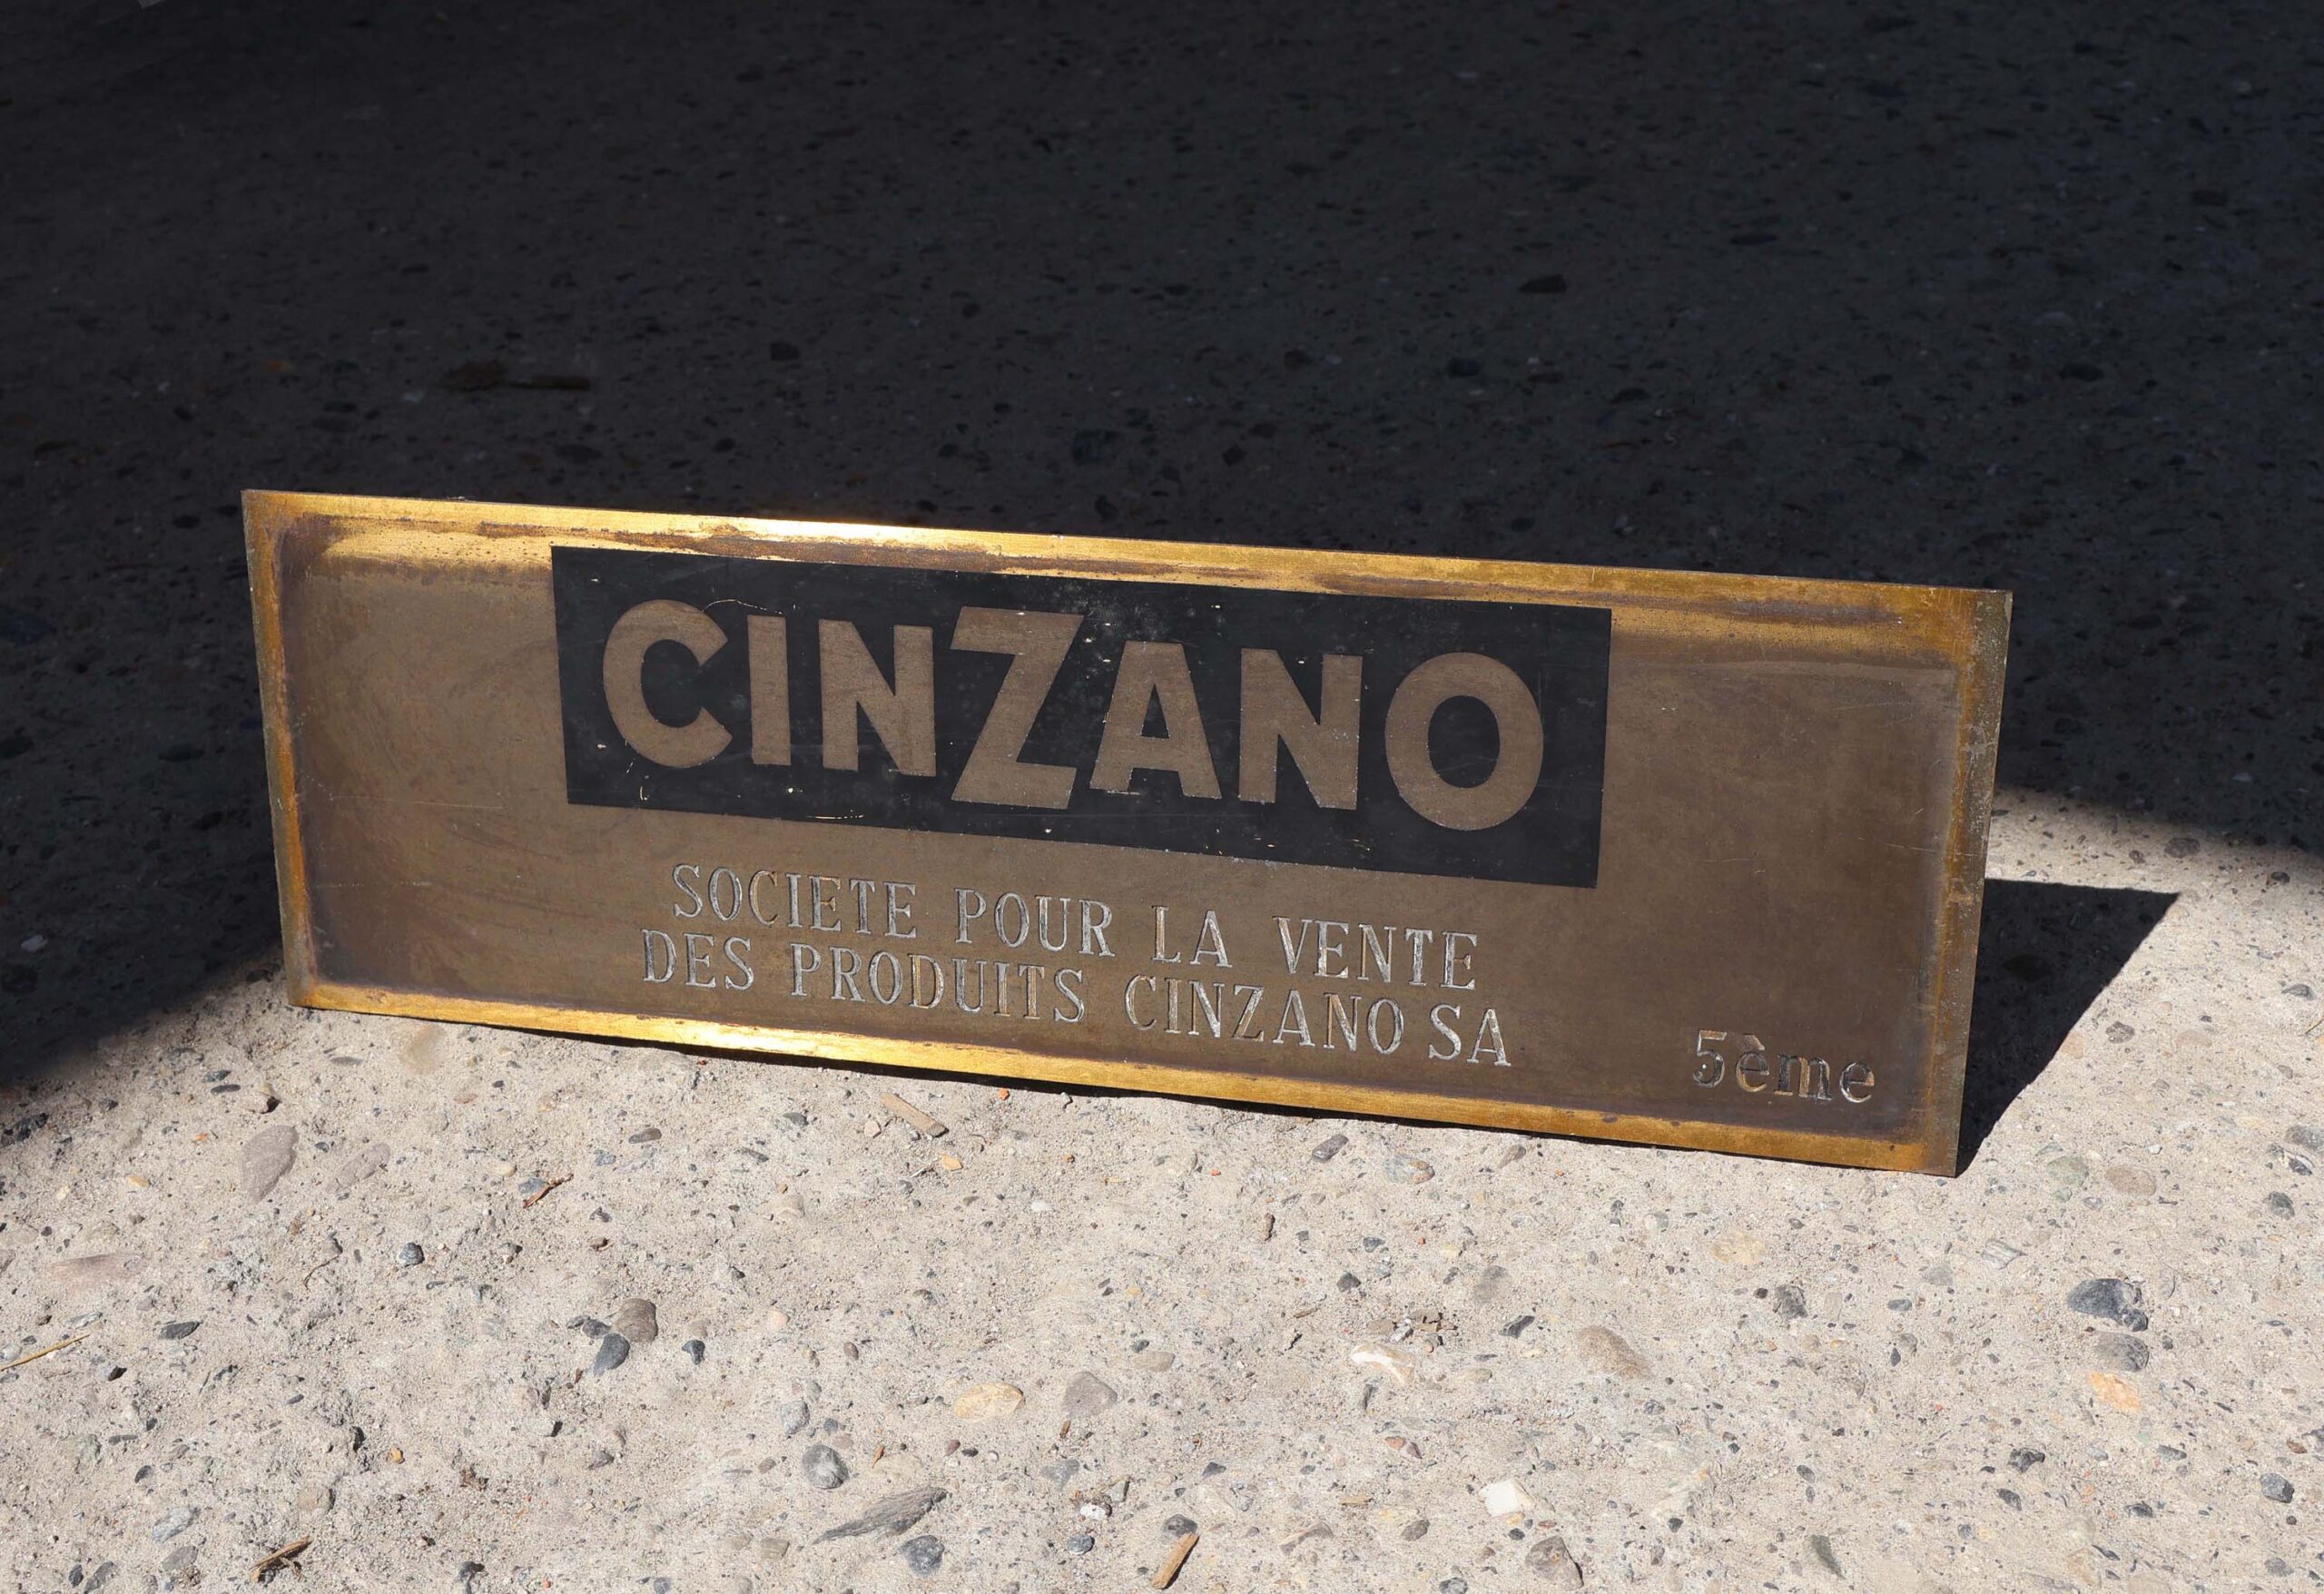 CINZANO
SOCIETE POUR LA VENTE
DES PRODUITS CINZANO SA
5ème